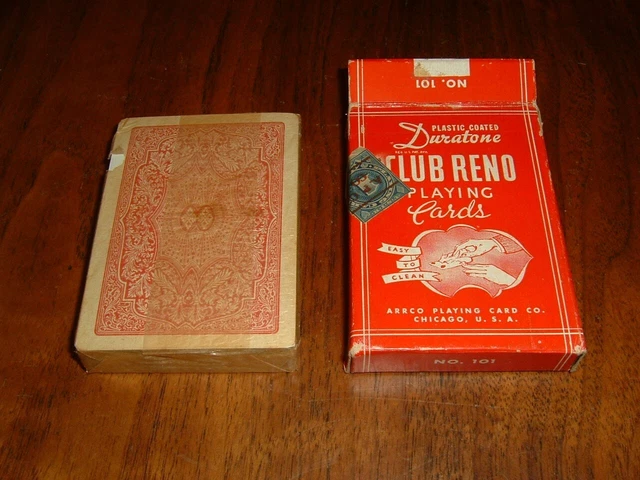 NO. 101
PLASTIC COATED
Duratone
CLUB RENO
PLAYING
Cards
EASY
TO
CLEAN
ARRCO PLAYING CARD CO.
CHICAGO, U. S. A.
NO. 101